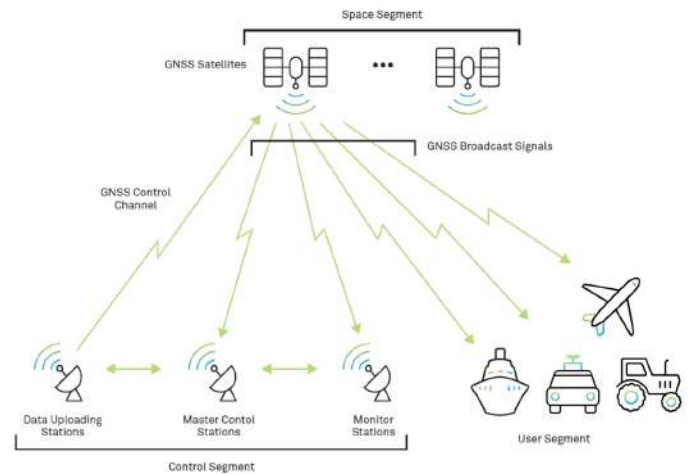 Space Segment
GNSS Satellites
GNSS Broadcast Signals
GNSS Control
Channel
Data Uploading
Stations
Master Contol
Stations
Monitor
Stations
User Segment
Control Segment